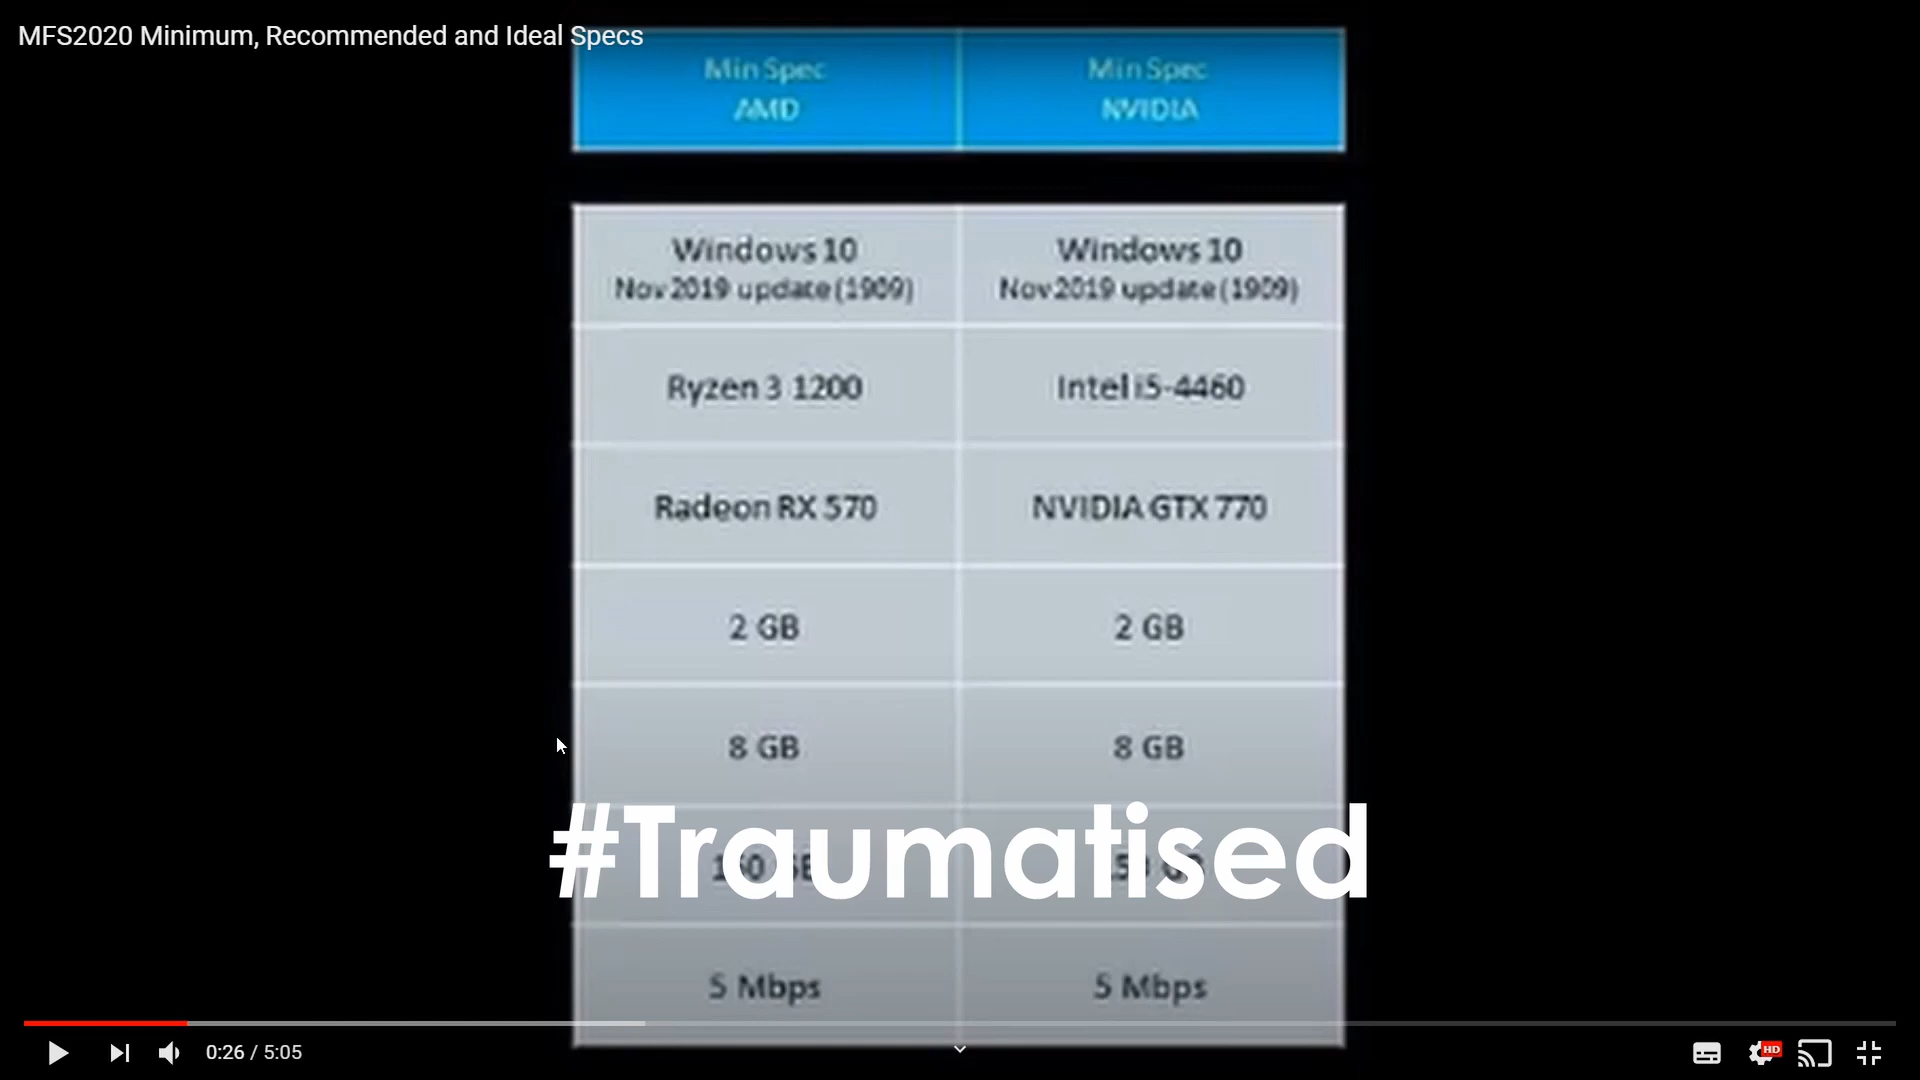 MFS2020 Minimum, Recommended and Ideal Specs
Min Spec Min Spec
AMD NVIDIA
Windows 10 Windows 10
Nov 2019 update (1909) Nov 2019 update (1909)
Ryzen 3 1200 Intel i5-4460
Radeon RX 570 NVIDIA GTX 770
2 GB 2 GB
8 GB 8 GB
#Traumatised
5 Mbps 5 Mbps
0:26 / 5:05
HD